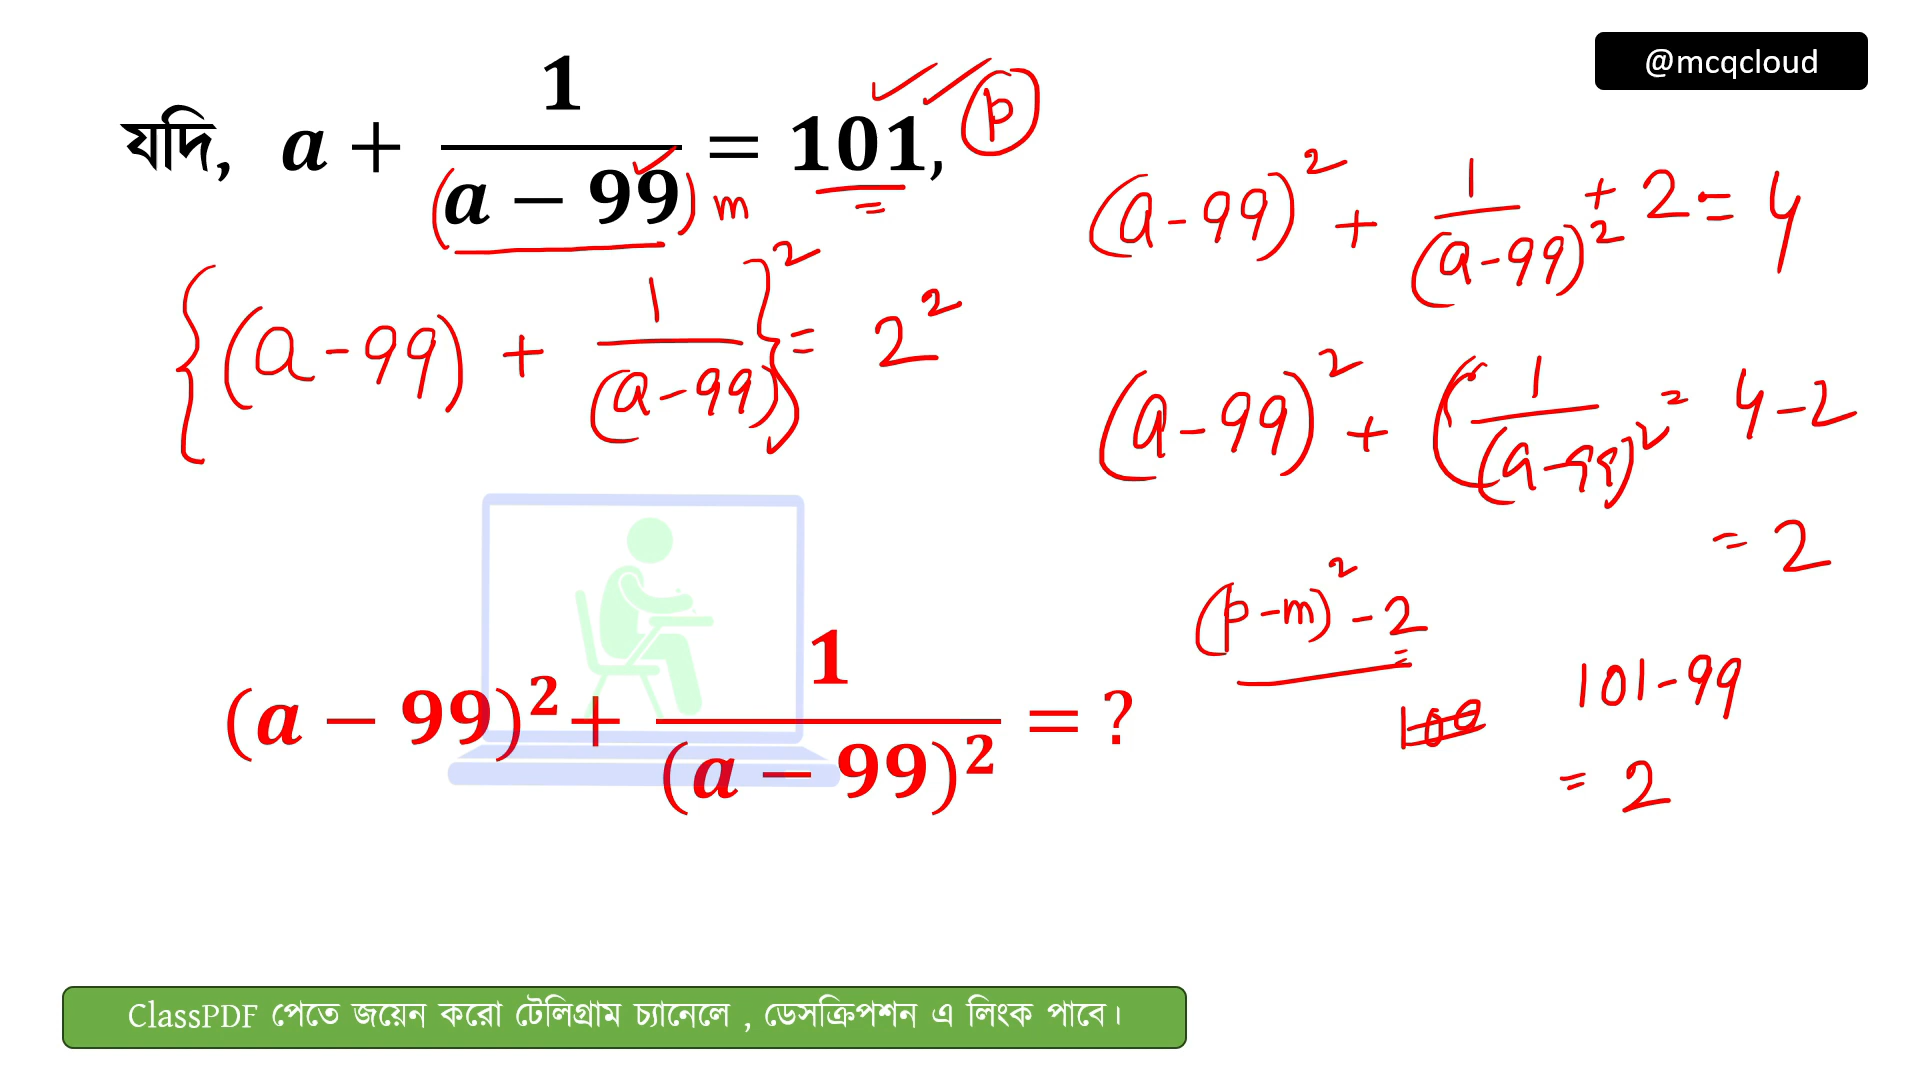 @mcqcloud
যদি, a + 1/(a − 99) = 101,
p
m
{(a-99) + 1/(a-99)}² = 2²
(a-99)² + 1/(a-99)² + 2 = 4
(a-99)² + (1/(a-99)² = 4-2
= 2
(p-m)² - 2
100
101-99
= 2
(a − 99)² + 1/(a − 99)² = ?
ClassPDF পেতে জয়েন করো টেলিগ্রাম চ্যানেলে , ডেসক্রিপশন এ লিংক পাবে।